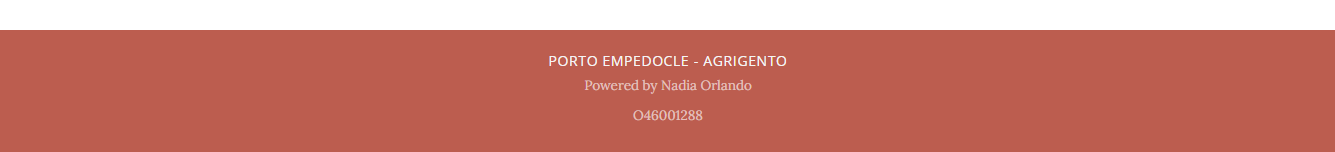 PORTO EMPEDOCLE - AGRIGENTO
Powered by Nadia Orlando
O46001288